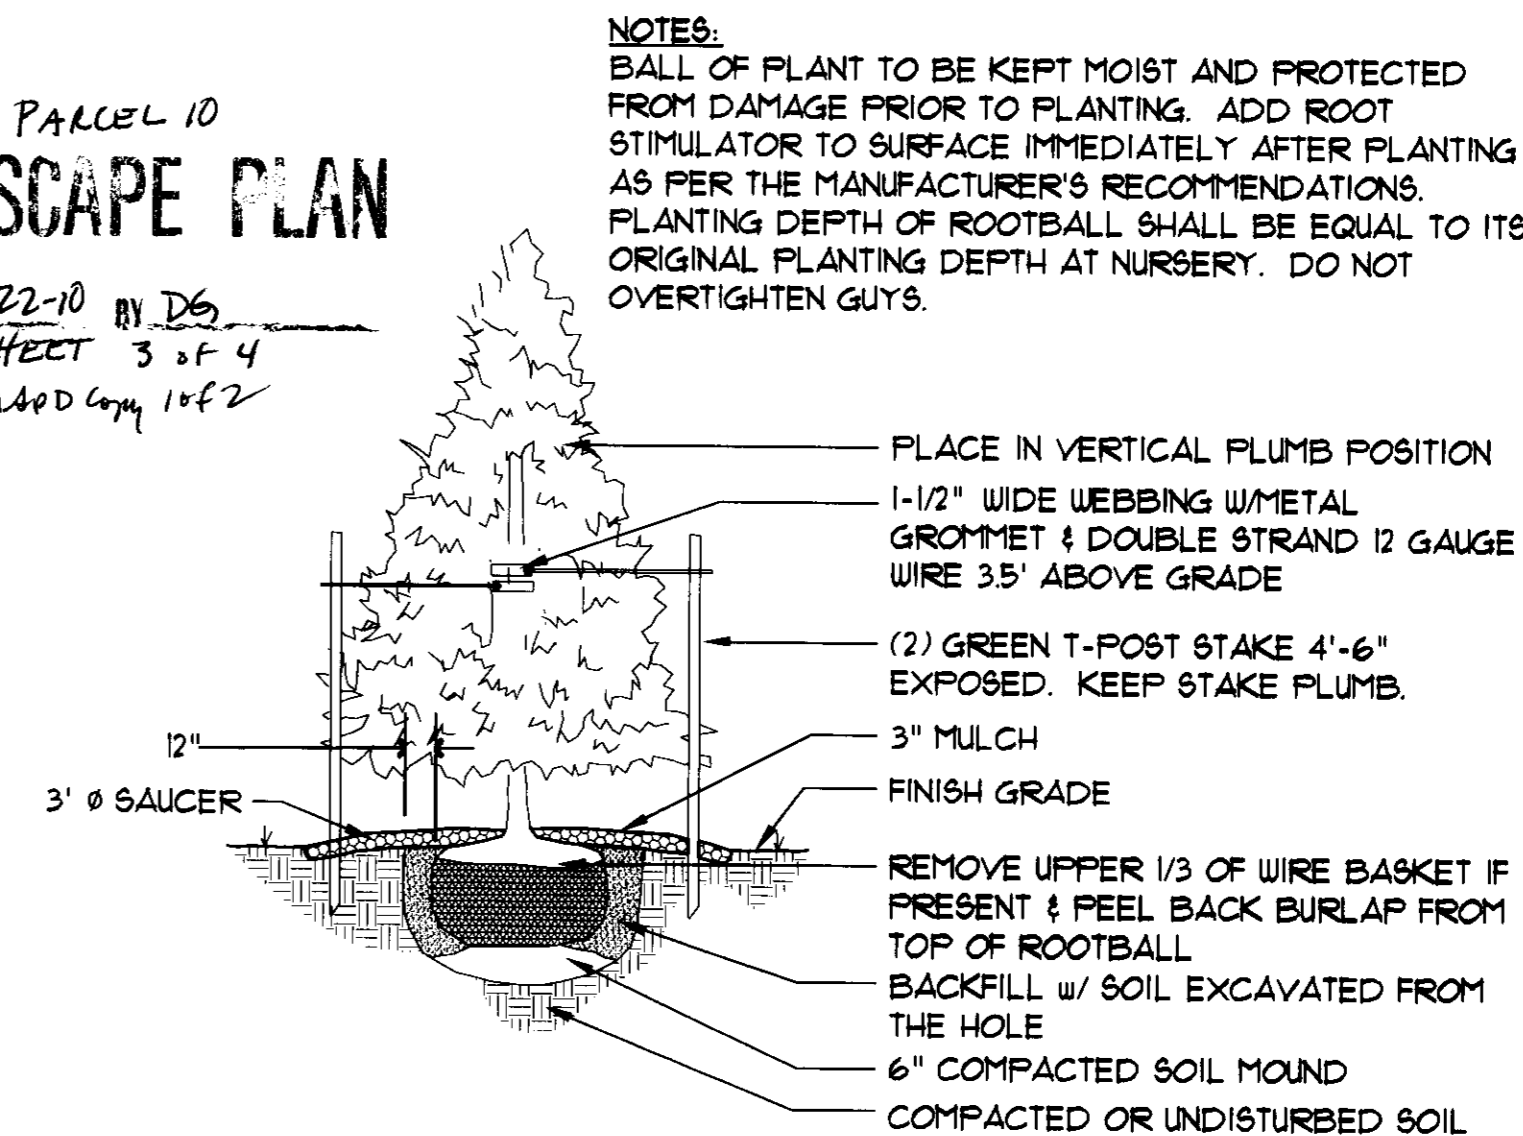 PARCEL 10
SCAPE PLAN
22-10 BY DG
HEET 3 of 4
Copy 1 of 2
NOTES:
BALL OF PLANT TO BE KEPT MOIST AND PROTECTED
FROM DAMAGE PRIOR TO PLANTING. ADD ROOT
STIMULATOR TO SURFACE IMMEDIATELY AFTER PLANTING
AS PER THE MANUFACTURER'S RECOMMENDATIONS.
PLANTING DEPTH OF ROOTBALL SHALL BE EQUAL TO ITS
ORIGINAL PLANTING DEPTH AT NURSERY. DO NOT
OVERTIGHTEN GUYS.
PLACE IN VERTICAL PLUMB POSITION
1-1/2" WIDE WEBBING W/METAL
GROMMET & DOUBLE STRAND 12 GAUGE
WIRE 3.5' ABOVE GRADE
(2) GREEN T-POST STAKE 4'-6"
EXPOSED. KEEP STAKE PLUMB.
12"
3" MULCH
3' Ø SAUCER
FINISH GRADE
REMOVE UPPER 1/3 OF WIRE BASKET IF
PRESENT & PEEL BACK BURLAP FROM
TOP OF ROOTBALL
BACKFILL w/ SOIL EXCAVATED FROM
THE HOLE
6" COMPACTED SOIL MOUND
COMPACTED OR UNDISTURBED SOIL